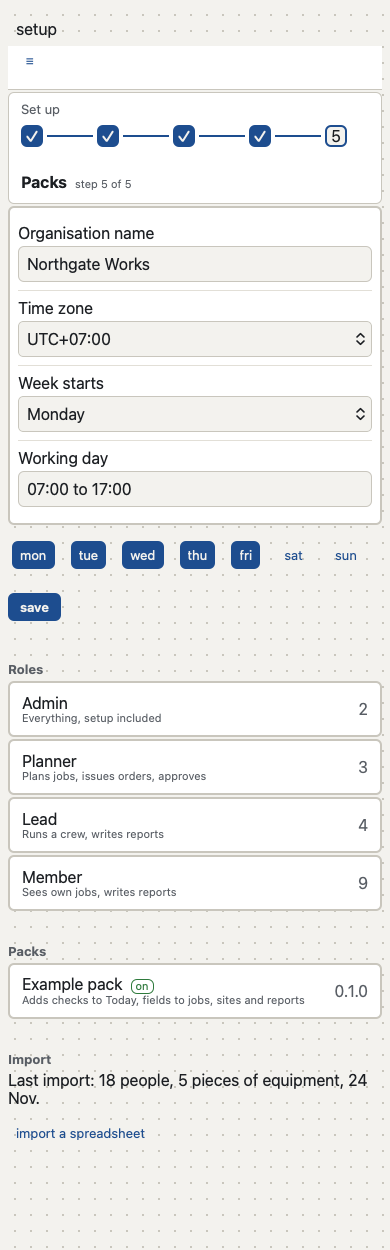 setup
≡
Set up
5
Packs step 5 of 5
Organisation name
Northgate Works
Time zone
UTC+07:00
Week starts
Monday
Working day
07:00 to 17:00
mon tue wed thu fri sat sun
save
Roles
Admin
Everything, setup included
2
Planner
Plans jobs, issues orders, approves
3
Lead
Runs a crew, writes reports
4
Member
Sees own jobs, writes reports
9
Packs
Example pack on
Adds checks to Today, fields to jobs, sites and reports
0.1.0
Import
Last import: 18 people, 5 pieces of equipment, 24
Nov.
import a spreadsheet